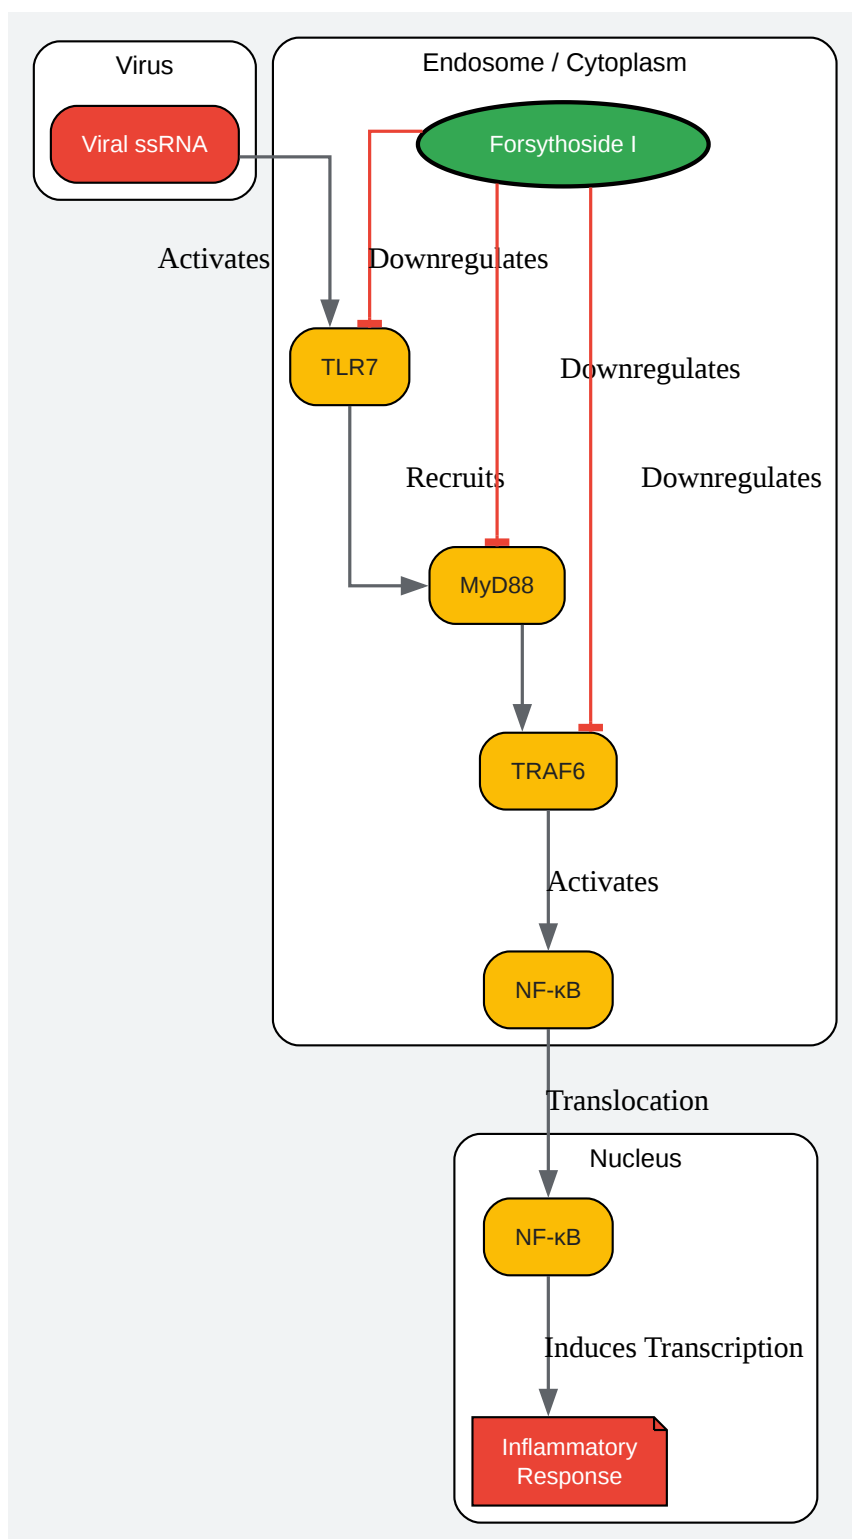 Virus
Endosome / Cytoplasm
Viral ssRNA
Forsythoside I
Activates
Downregulates
TLR7
Downregulates
Recruits
Downregulates
MyD88
TRAF6
Activates
NF-κB
Translocation
Nucleus
NF-κB
Induces Transcription
Inflammatory
Response